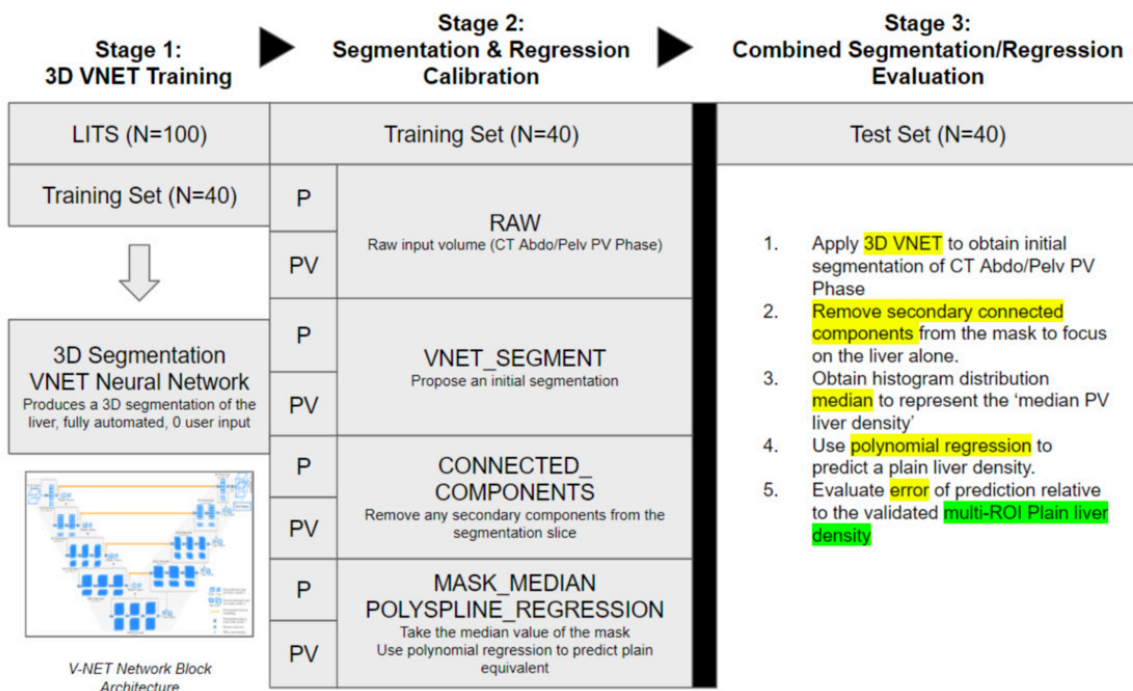 Stage 1:
3D VNET Training
Stage 2:
Segmentation & Regression
Calibration
Stage 3:
Combined Segmentation/Regression
Evaluation
LITS (N=100)
Training Set (N=40)
3D Segmentation
VNET Neural Network
Produces a 3D segmentation of the
liver, fully automated, 0 user input
V-NET Network Block
Architecture
Training Set (N=40)
P
PV
RAW
Raw input volume (CT Abdo/Pelv PV Phase)
P
PV
VNET_SEGMENT
Propose an initial segmentation
P
PV
CONNECTED_
COMPONENTS
Remove any secondary components from the
segmentation slice
P
PV
MASK_MEDIAN
POLYSPLINE_REGRESSION
Take the median value of the mask
Use polynomial regression to predict plain
equivalent
Test Set (N=40)
1. Apply 3D VNET to obtain initial
segmentation of CT Abdo/Pelv PV
Phase
2. Remove secondary connected
components from the mask to focus
on the liver alone.
3. Obtain histogram distribution
median to represent the ‘median PV
liver density’
4. Use polynomial regression to
predict a plain liver density.
5. Evaluate error of prediction relative
to the validated multi-ROI Plain liver
density